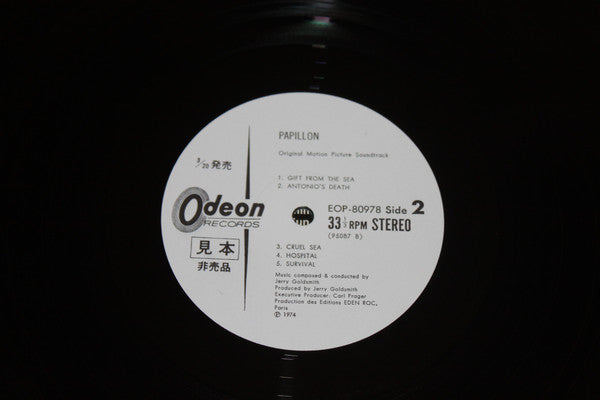 PAPILLON
Original Motion Picture Soundtrack
3/20 発売
1. GIFT FROM THE SEA
2. ANTONIO'S DEATH
Odeon
RECORDS
EOP-80978 Side 2
33 1/3 RPM STEREO
(95087 B)
見本
非売品
3. CRUEL SEA
4. HOSPITAL
5. SURVIVAL
Music composed & conducted by
Jerry Goldsmith
Produced by Jerry Goldsmith
Executive Producer: Carl Prager
Production des Editions EDEN ROC,
Paris
Ⓟ 1974